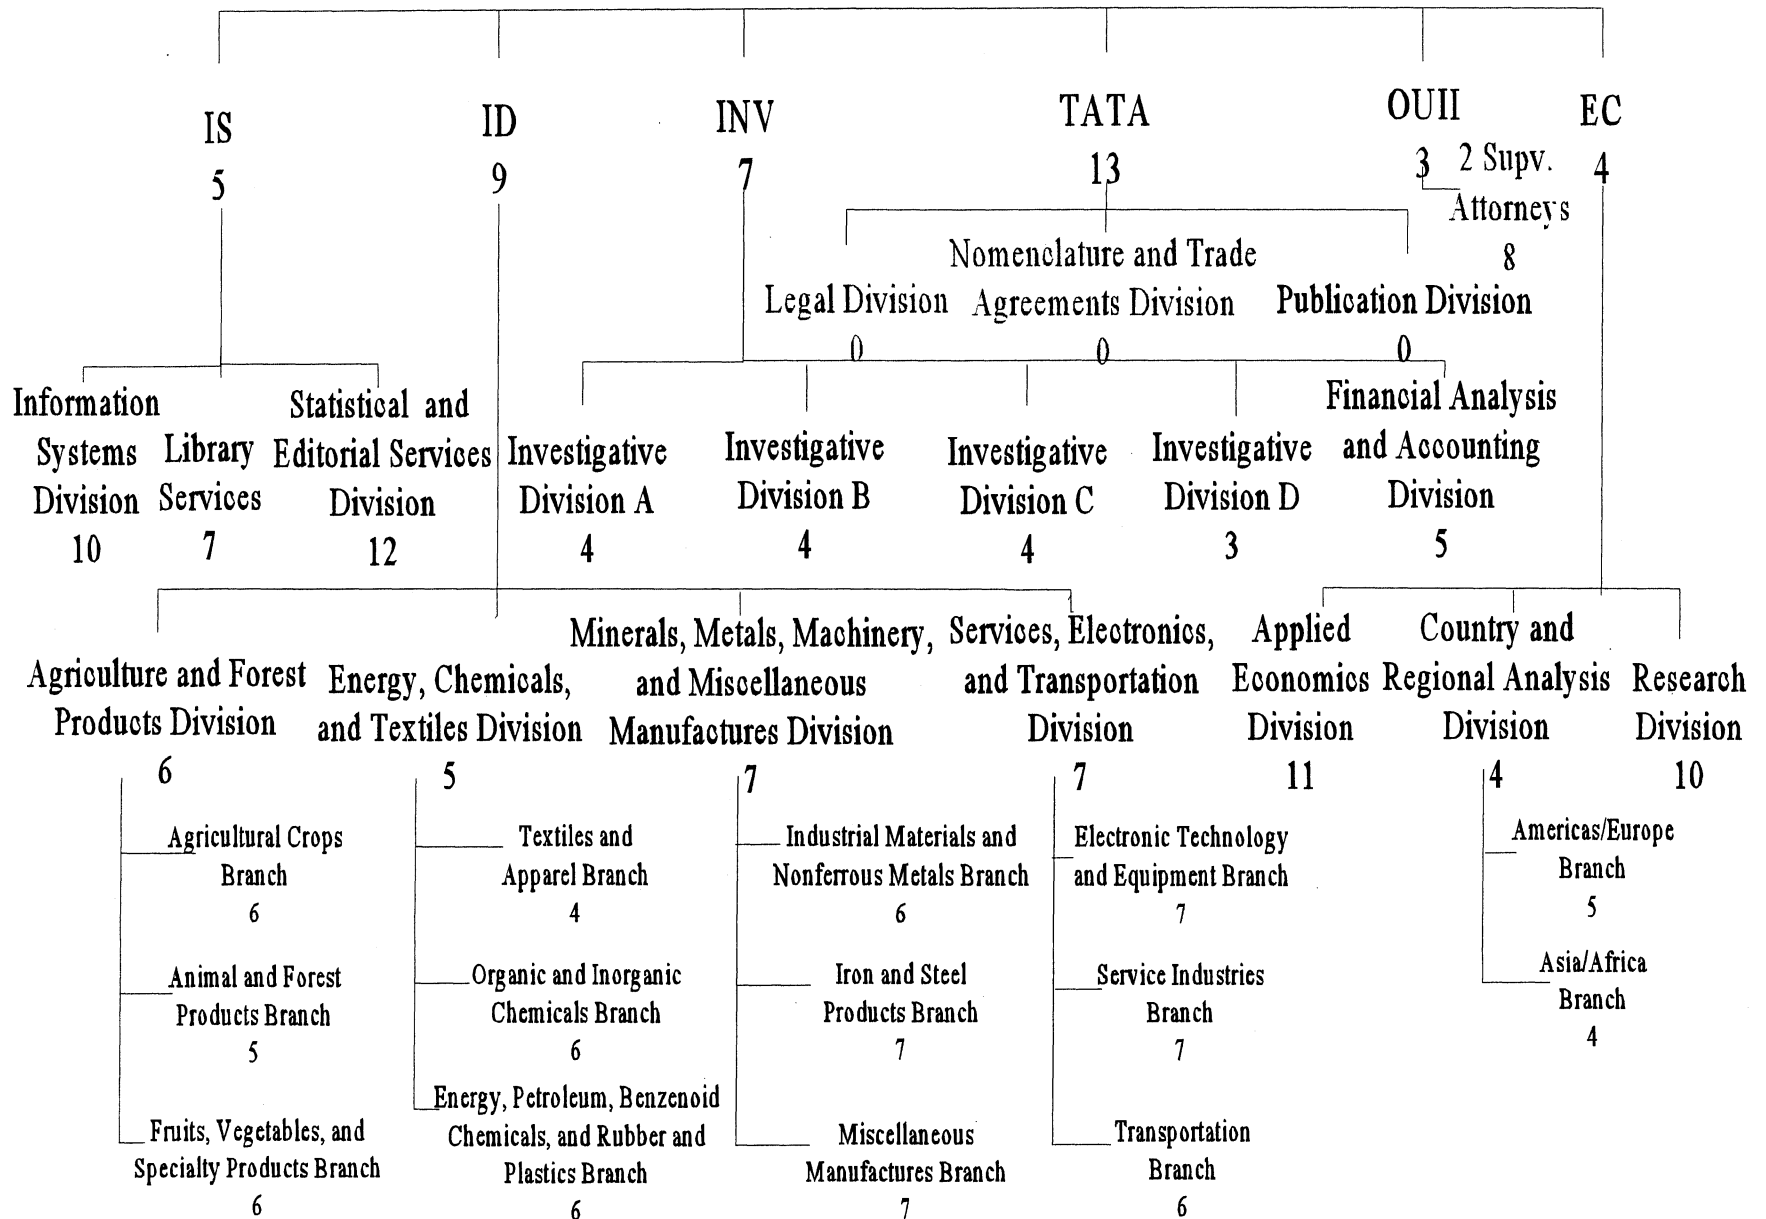 IS
5
ID
9
INV
7
TATA
13
OUII
3 2 Supv.
Attorneys
8
EC
4
Legal Division
0
Nomenclature and Trade
Agreements Division
0
Publication Division
0
Information
Systems
Division
10
Library
Services
7
Statistical and
Editorial Services
Division
12
Investigative
Division A
4
Investigative
Division B
4
Investigative
Division C
4
Investigative
Division D
3
Financial Analysis
and Accounting
Division
5
Agriculture and Forest
Products Division
6
Energy, Chemicals,
and Textiles Division
5
Minerals, Metals, Machinery,
and Miscellaneous
Manufactures Division
7
Services, Electronics,
and Transportation
Division
7
Applied
Economics
Division
11
Country and
Regional Analysis
Division
4
Research
Division
10
Agricultural Crops
Branch
6
Animal and Forest
Products Branch
5
Fruits, Vegetables, and
Specialty Products Branch
6
Textiles and
Apparel Branch
4
Organic and Inorganic
Chemicals Branch
6
Energy, Petroleum, Benzenoid
Chemicals, and Rubber and
Plastics Branch
6
Industrial Materials and
Nonferrous Metals Branch
6
Iron and Steel
Products Branch
7
Miscellaneous
Manufactures Branch
7
Electronic Technology
and Equipment Branch
7
Service Industries
Branch
7
Transportation
Branch
6
Americas/Europe
Branch
5
Asia/Africa
Branch
4